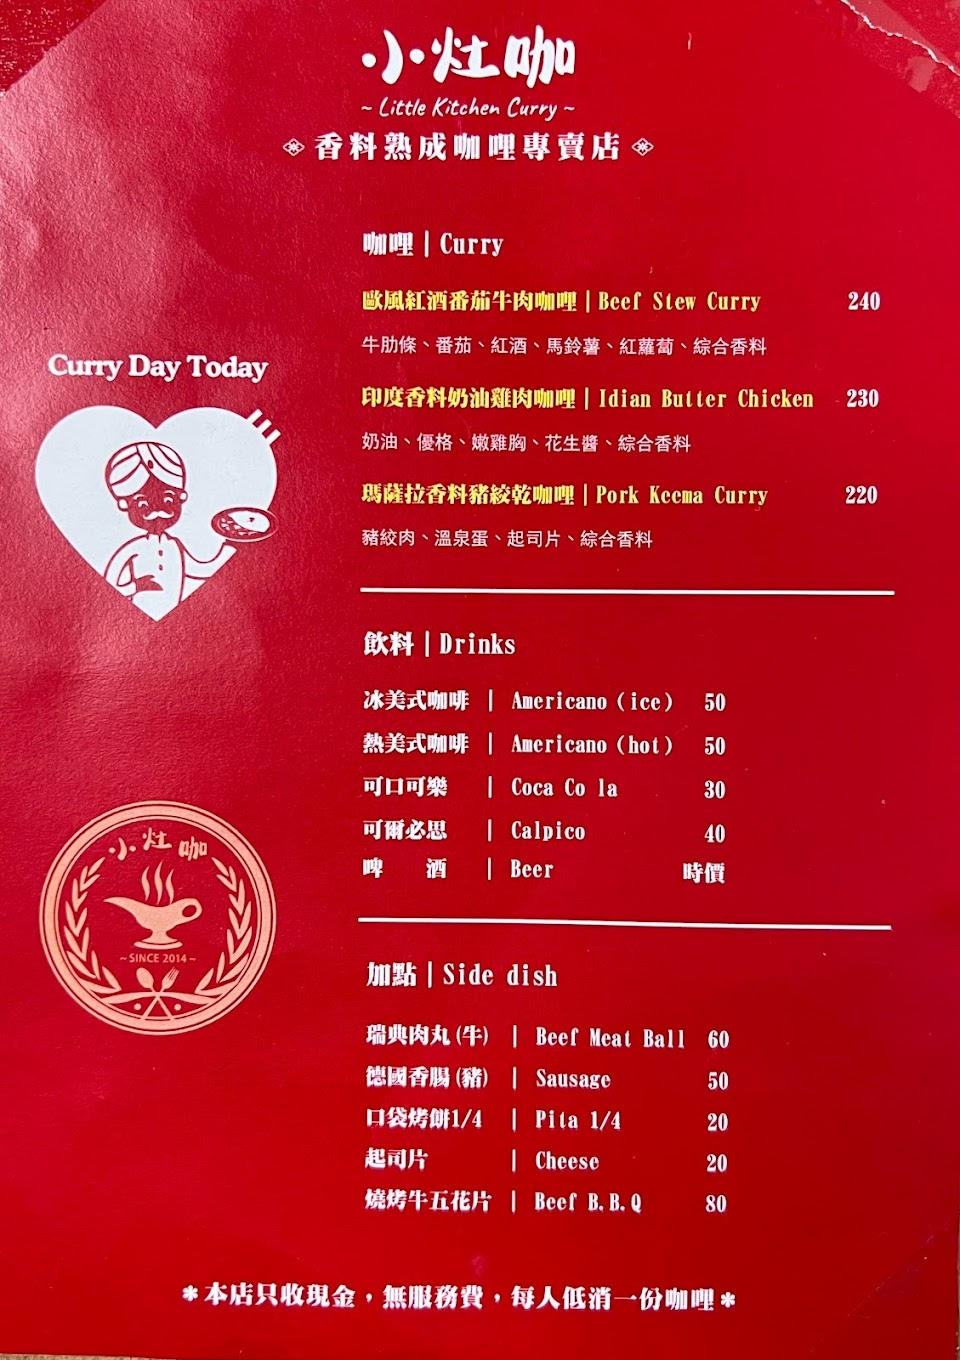 小灶咖
~ Little Kitchen Curry ~
香料熟成咖哩專賣店
咖哩 | Curry
歐風紅酒番茄牛肉咖哩 | Beef Stew Curry 240
牛肋條、番茄、紅酒、馬鈴薯、紅蘿蔔、綜合香料
印度香料奶油雞肉咖哩 | Idian Butter Chicken 230
奶油、優格、嫩雞胸、花生醬、綜合香料
瑪薩拉香料豬絞乾咖哩 | Pork Keema Curry 220
豬絞肉、溫泉蛋、起司片、綜合香料
Curry Day Today
飲料 | Drinks
冰美式咖啡 | Americano (ice) 50
熱美式咖啡 | Americano (hot) 50
可口可樂 | Coca Co la 30
可爾必思 | Calpico 40
啤 酒 | Beer 時價
小灶咖
~ SINCE 2014 ~
加點 | Side dish
瑞典肉丸(牛) | Beef Meat Ball 60
德國香腸(豬) | Sausage 50
口袋烤餅1/4 | Pita 1/4 20
起司片 | Cheese 20
燒烤牛五花片 | Beef B.B.Q 80
*本店只收現金，無服務費，每人低消一份咖哩*